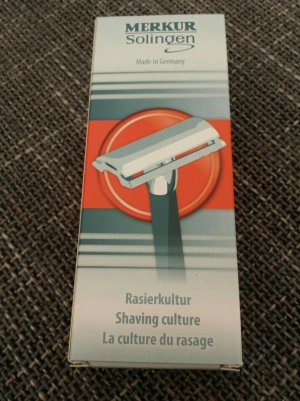 MERKUR
Solingen
Made in Germany
Rasierkultur
Shaving culture
La culture du rasage